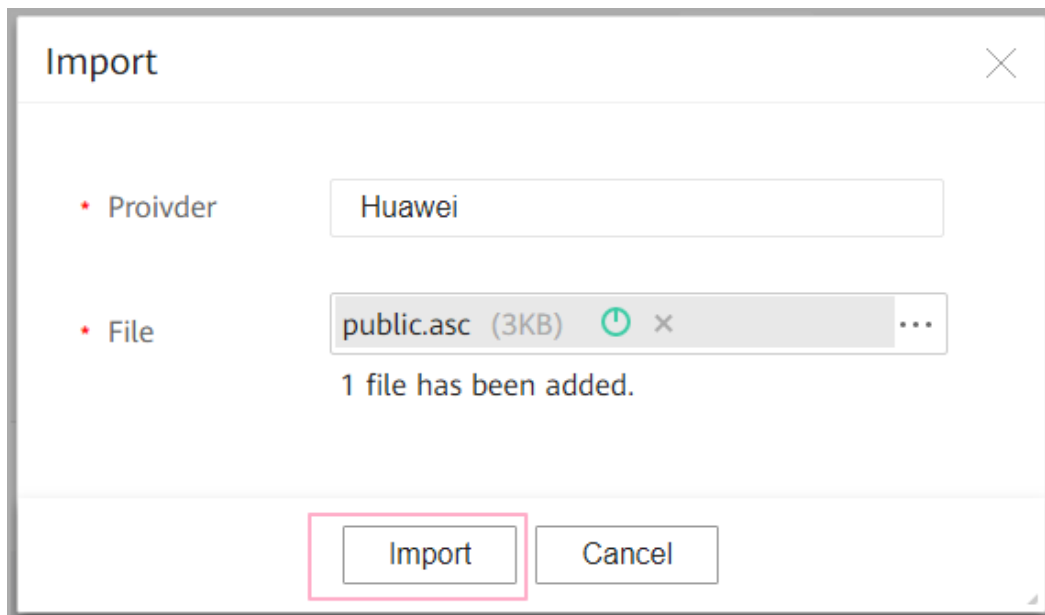 Import
* Proivder
Huawei
* File
public.asc (3KB)
1 file has been added.
Import
Cancel